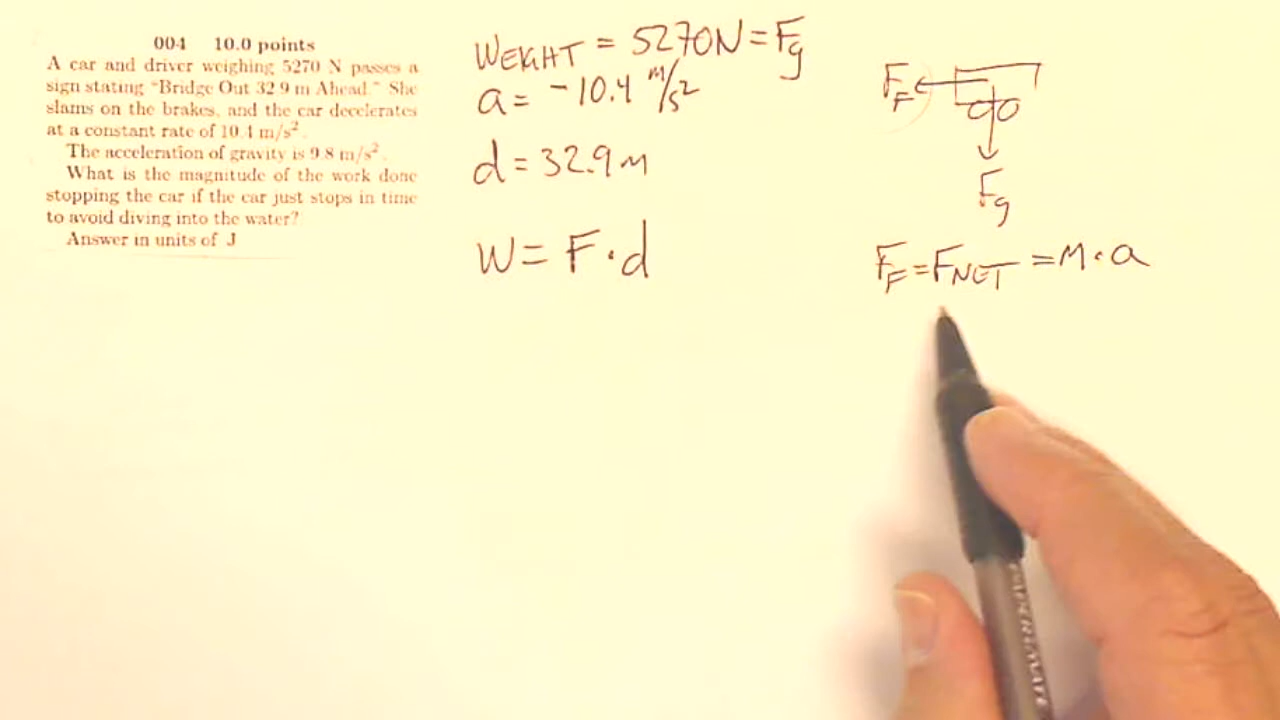 004 10.0 points
A car and driver weighing 5270 N passes a
sign stating "Bridge Out 32.9 m Ahead." She
slams on the brakes, and the car decelerates
at a constant rate of 10.4 m/s².
The acceleration of gravity is 9.8 m/s².
What is the magnitude of the work done
stopping the car if the car just stops in time
to avoid diving into the water?
Answer in units of J
WEIGHT = 5270N = Fg
a = -10.4 m/s²
d = 32.9m
W = F·d
FF
Fg
FF = FNET = M·a